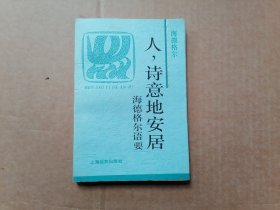 海德格尔
人，诗意地安居
海德格尔语要
上海远东出版社